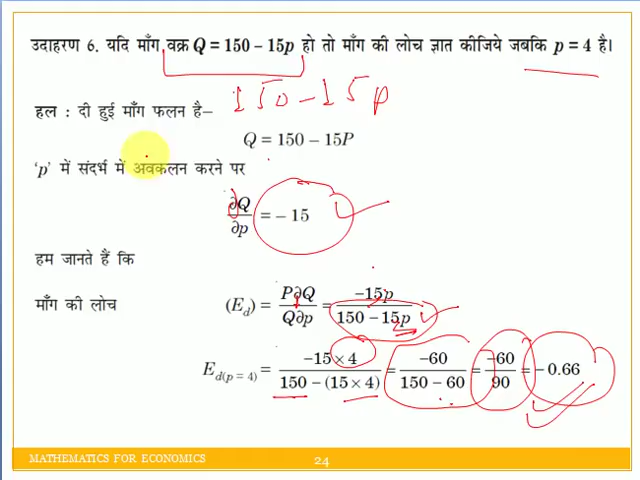 उदाहरण 6. यदि माँग वक्र Q = 150 – 15p हो तो माँग की लोच ज्ञात कीजिये जबकि p = 4 है।
150 – 15p
हल : दी हुई माँग फलन है–
Q = 150 – 15P
'p' में संदर्भ में अवकलन करने पर
∂Q/∂p = – 15
हम जानते हैं कि
माँग की लोच (E_d) = P∂Q/Q∂p = –15p/150 – 15p
E_d(p = 4) = –15 × 4/150 – (15 × 4) = –60/150 – 60 = –60/90 = – 0.66
MATHEMATICS FOR ECONOMICS 24